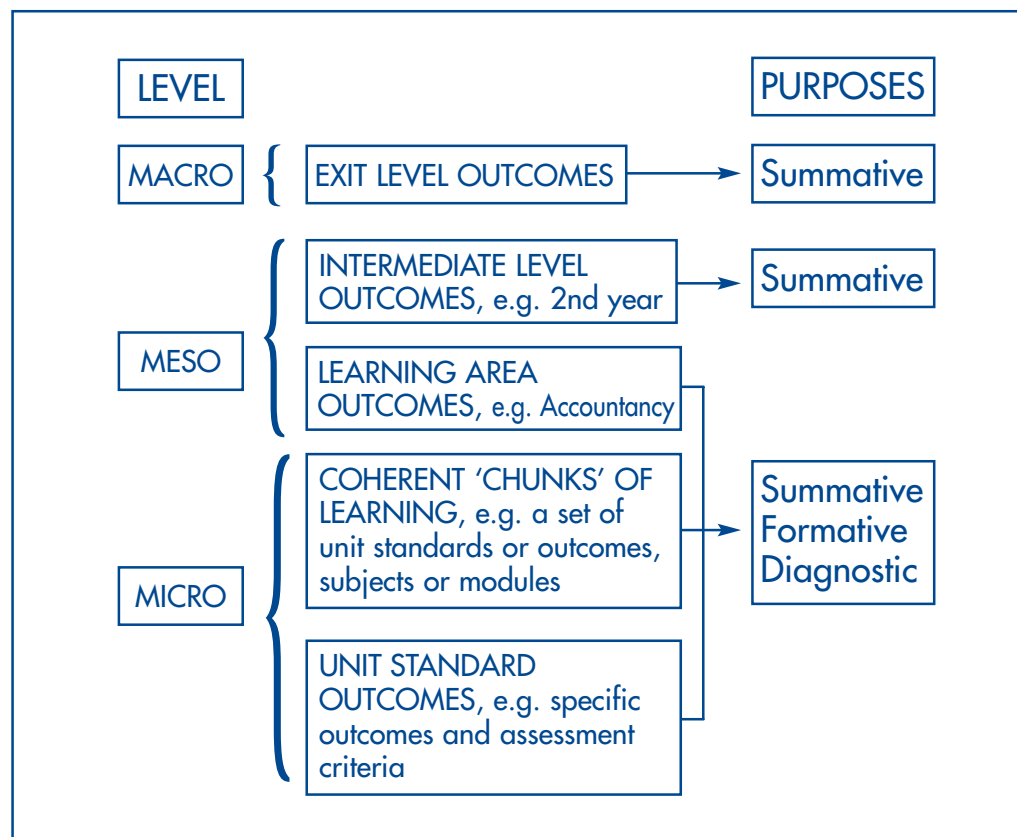 LEVEL
PURPOSES
MACRO
EXIT LEVEL OUTCOMES
Summative
MESO
INTERMEDIATE LEVEL
OUTCOMES, e.g. 2nd year
Summative
LEARNING AREA
OUTCOMES, e.g. Accountancy
MICRO
COHERENT ‘CHUNKS’ OF
LEARNING, e.g. a set of
unit standards or outcomes,
subjects or modules
UNIT STANDARD
OUTCOMES, e.g. specific
outcomes and assessment
criteria
Summative
Formative
Diagnostic